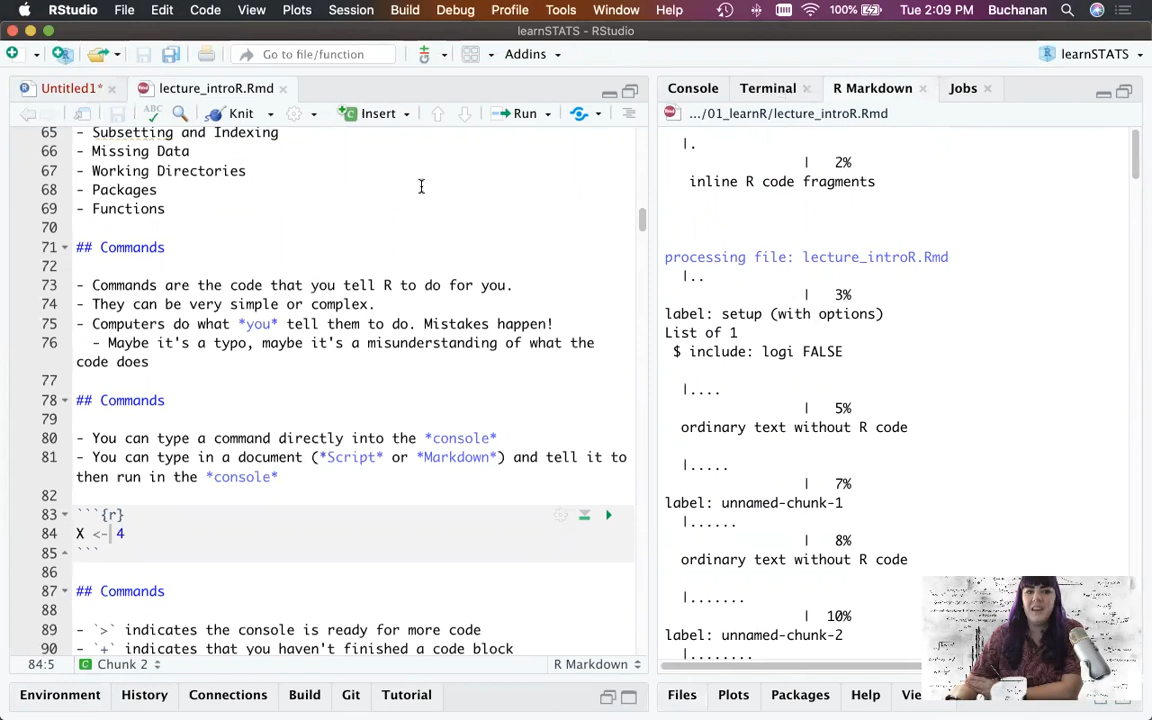 RStudio File Edit Code View Plots Session Build Debug Profile Tools Window Help 100% Tue 2:09 PM Buchanan
learnSTATS - RStudio
Go to file/function Addins learnSTATS
Untitled1* lecture_introR.Rmd
ABC Knit Insert Run
65 - Subsetting and Indexing
66 - Missing Data
67 - Working Directories
68 - Packages
69 - Functions
70
71 ## Commands
72
73 - Commands are the code that you tell R to do for you.
74 - They can be very simple or complex.
75 - Computers do what *you* tell them to do. Mistakes happen!
76   - Maybe it's a typo, maybe it's a misunderstanding of what the
code does
77
78 ## Commands
79
80 - You can type a command directly into the *console*
81 - You can type in a document (*Script* or *Markdown*) and tell it to
then run in the *console*
82
83 ```{r}
84 X <- 4
85 ```
86
87 ## Commands
88
89 - `>` indicates the console is ready for more code
90 - `+` indicates that you haven't finished a code block
84:5 Chunk 2 R Markdown
Environment History Connections Build Git Tutorial
Console Terminal R Markdown Jobs
.../01_learnR/lecture_introR.Rmd
|.
| 2%
inline R code fragments
processing file: lecture_introR.Rmd
|..
| 3%
label: setup (with options)
List of 1
$ include: logi FALSE
|....
| 5%
ordinary text without R code
|.....
| 7%
label: unnamed-chunk-1
|......
| 8%
ordinary text without R code
|.......
| 10%
label: unnamed-chunk-2
|........
Files Plots Packages Help